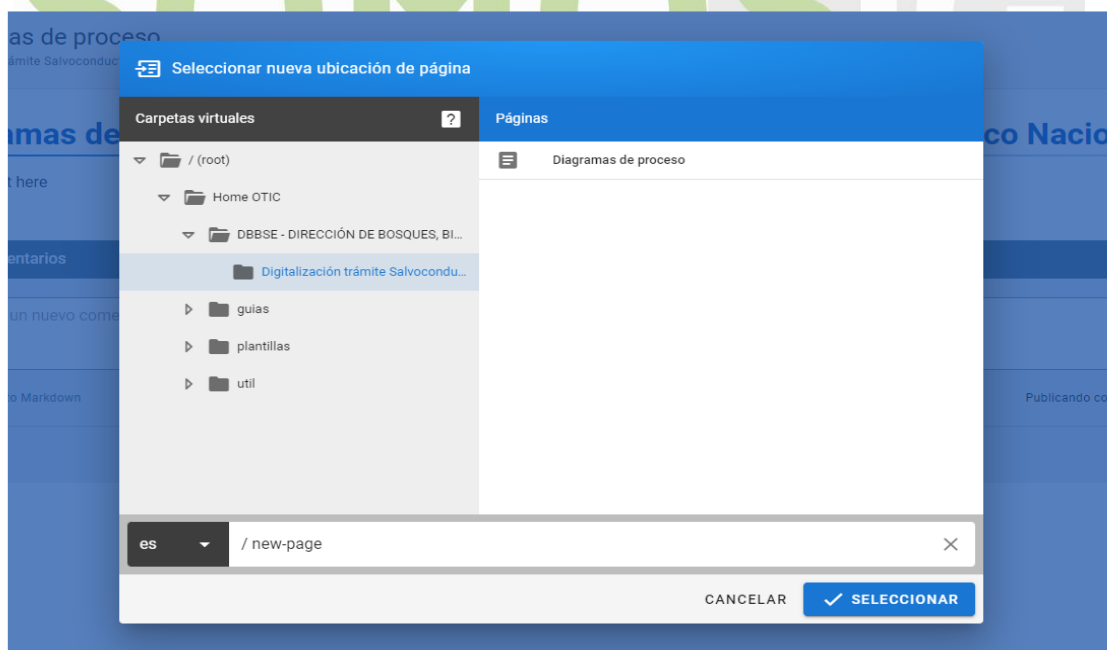 SOMOS
as de proceso
ámite Salvoconduc
Seleccionar nueva ubicación de página
Carpetas virtuales ?
Páginas
amas de
co Nacio
/ (root)
Diagramas de proceso
t here
Home OTIC
DBBSE - DIRECCIÓN DE BOSQUES, BI...
entarios
Digitalización trámite Salvocondu...
guias
un nuevo come
plantillas
util
o Markdown
Publicando co
es
/ new-page
CANCELAR
SELECCIONAR